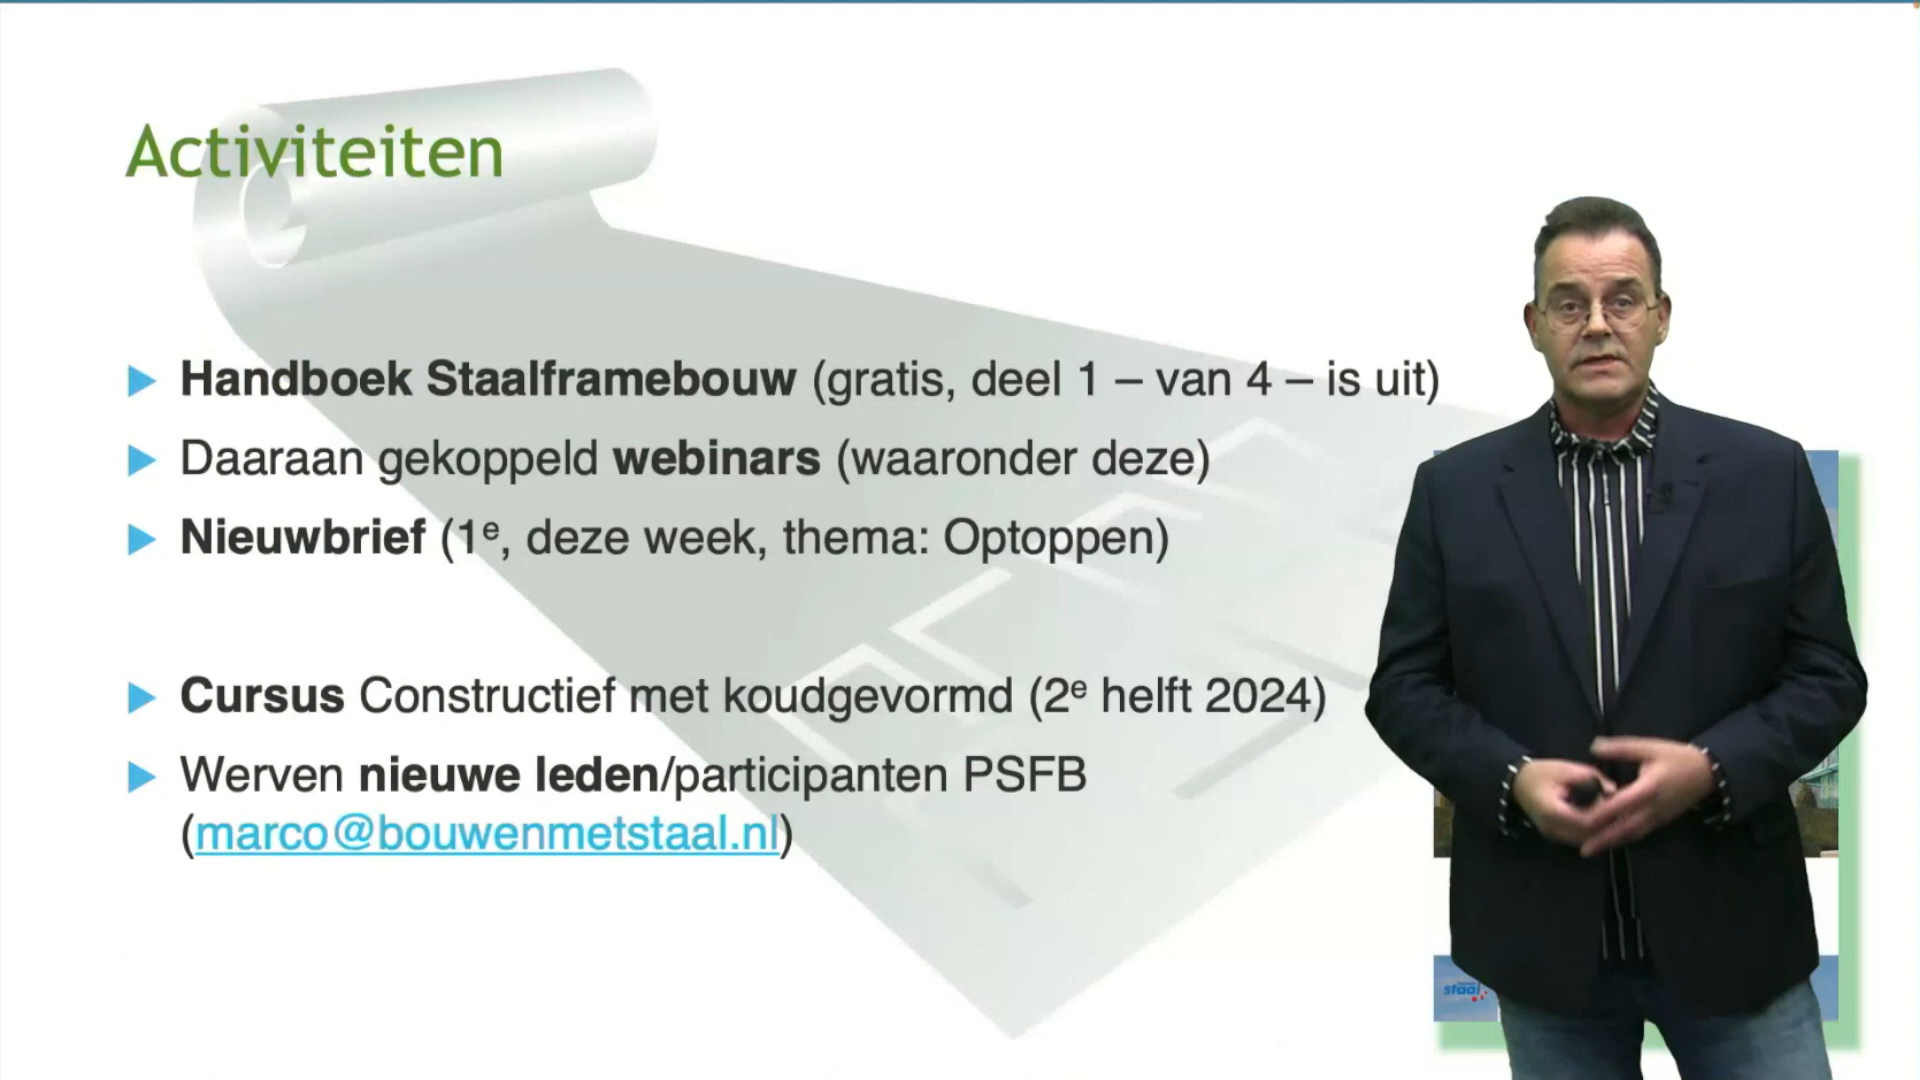 Activiteiten
Handboek Staalframebouw (gratis, deel 1 – van 4 – is uit)
Daaraan gekoppeld webinars (waaronder deze)
Nieuwbrief (1e, deze week, thema: Optoppen)
Cursus Constructief met koudgevormd (2e helft 2024)
Werven nieuwe leden/participanten PSFB
(marco@bouwenmetstaal.nl)
staal